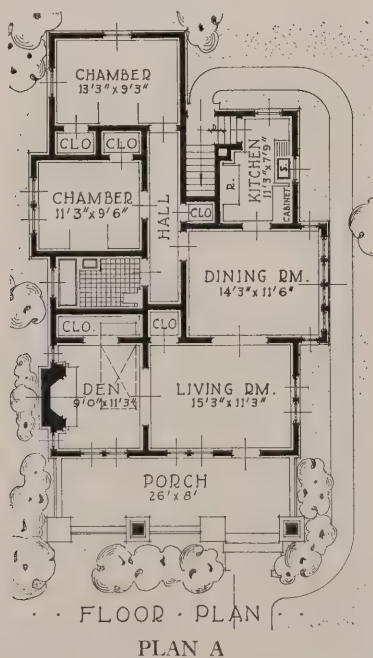 CHAMBER
13'3" x 9'3"
CLO
CLO
CHAMBER
11'3" x 9'6"
HALL
CLO
R.
KITCHEN
11'3" x 7'9"
S.
CABINET
DINING RM.
14'3" x 11'6"
CLO.
CLO
DEN
9'0" x 11'3"
LIVING RM.
15'3" x 11'3"
PORCH
26' x 8'
· · FLOOR · PLAN · ·
PLAN A